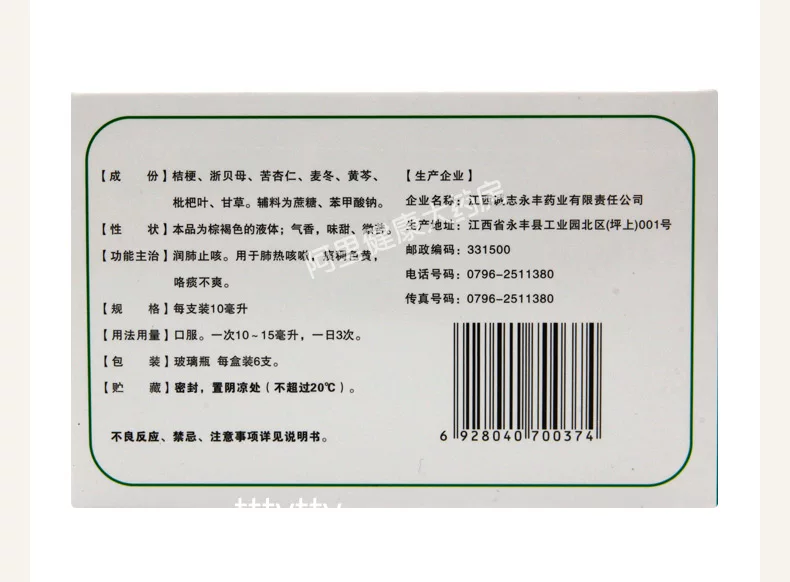 【成 份】桔梗、浙贝母、苦杏仁、麦冬、黄芩、
枇杷叶、甘草。辅料为蔗糖、苯甲酸钠。
【性 状】本品为棕褐色的液体；气香，味甜、微苦。
【功能主治】润肺止咳。用于肺热咳嗽，痰稠色黄，
咯痰不爽。
【规 格】每支装10毫升
【用法用量】口服。一次10～15毫升，一日3次。
【包 装】玻璃瓶 每盒装6支。
【贮 藏】密封，置阴凉处（不超过20℃）。
不良反应、禁忌、注意事项详见说明书。
【生产企业】
企业名称：江西诚志永丰药业有限责任公司
生产地址：江西省永丰县工业园北区(坪上)001号
邮政编码：331500
电话号码：0796-2511380
传真号码：0796-2511380
6 928040 700374
阿里健康大药房